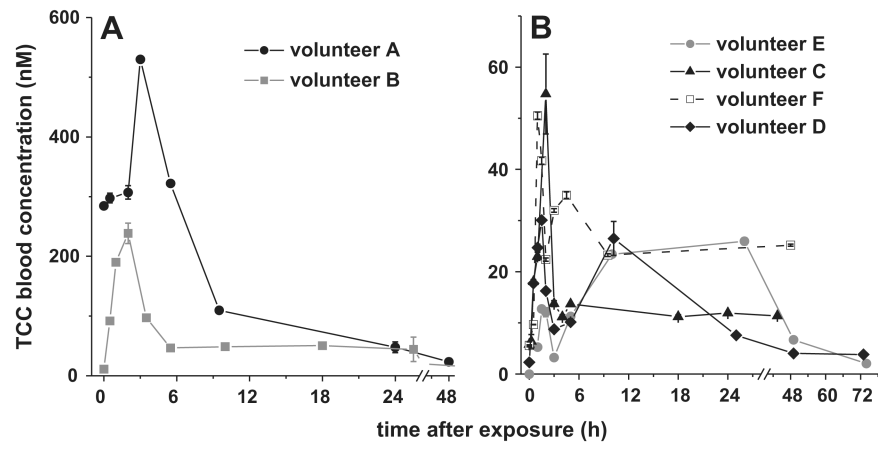 A
B
volunteer A
volunteer B
volunteer E
volunteer C
volunteer F
volunteer D
TCC blood concentration (nM)
600
400
200
0
60
40
20
0
0 6 12 18 24 48
0 6 12 18 24 48 60 72
time after exposure (h)